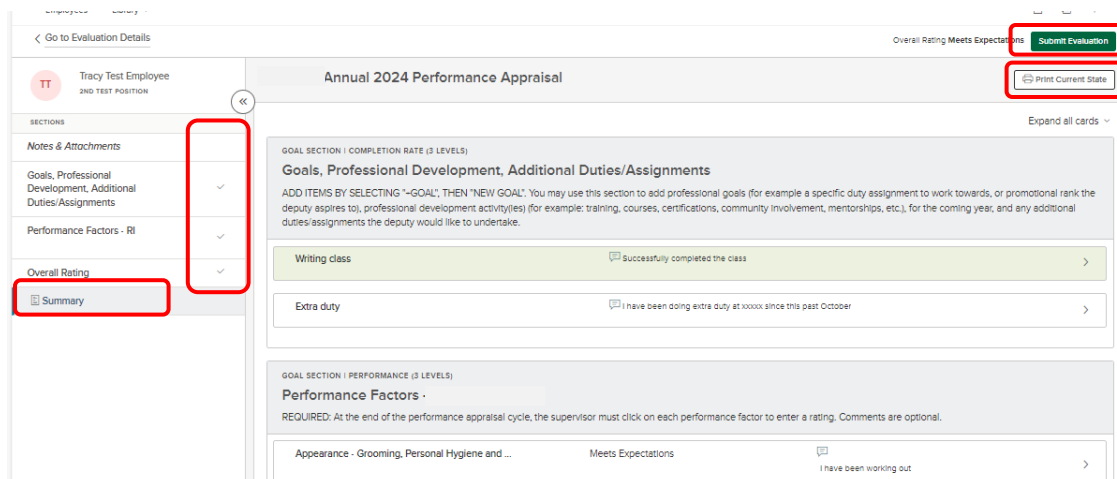 Employees Library
Go to Evaluation Details
Overall Rating Meets Expectations Submit Evaluation
TT
Tracy Test Employee
2ND TEST POSITION
Annual 2024 Performance Appraisal
Print Current State
SECTIONS
Expand all cards
Notes & Attachments
Goals, Professional
Development, Additional
Duties/Assignments
Performance Factors - RI
Overall Rating
Summary
GOAL SECTION | COMPLETION RATE (3 LEVELS)
Goals, Professional Development, Additional Duties/Assignments
ADD ITEMS BY SELECTING "+GOAL", THEN "NEW GOAL". You may use this section to add professional goals (for example a specific duty assignment to work towards, or promotional rank the
deputy aspires to), professional development activity(ies) (for example: training, courses, certifications, community involvement, mentorships, etc.), for the coming year, and any additional
duties/assignments the deputy would like to undertake.
Writing class Successfully completed the class
Extra duty I have been doing extra duty at xxxxx since this past October
GOAL SECTION | PERFORMANCE (3 LEVELS)
Performance Factors -
REQUIRED: At the end of the performance appraisal cycle, the supervisor must click on each performance factor to enter a rating. Comments are optional.
Appearance - Grooming, Personal Hygiene and ... Meets Expectations
I have been working out